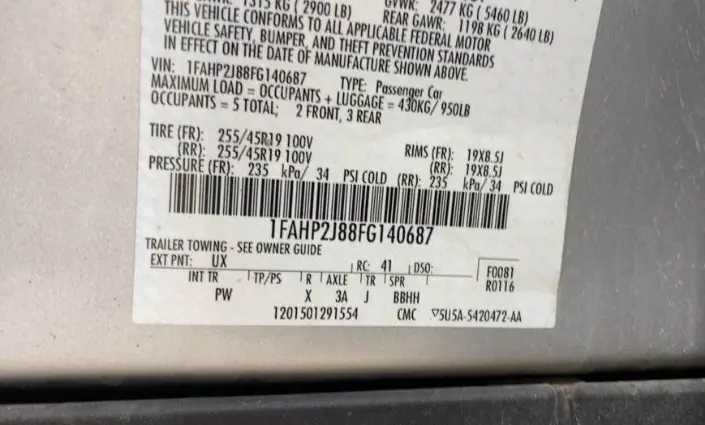 1315 KG ( 2900 LB) GVWR: 2477 KG ( 5460 LB)
REAR GAWR: 1198 KG ( 2640 LB)
THIS VEHICLE CONFORMS TO ALL APPLICABLE FEDERAL MOTOR
VEHICLE SAFETY, BUMPER, AND THEFT PREVENTION STANDARDS
IN EFFECT ON THE DATE OF MANUFACTURE SHOWN ABOVE.
VIN: 1FAHP2J88FG140687 TYPE: Passenger Car
MAXIMUM LOAD = OCCUPANTS + LUGGAGE = 430KG/ 950LB
OCCUPANTS = 5 TOTAL; 2 FRONT, 3 REAR
TIRE (FR): 255/45R19 100V RIMS (FR): 19X8.5J
(RR): 255/45R19 100V (RR): 19X8.5J
PRESSURE (FR): 235 kPa/ 34 PSI COLD (RR): 235 kPa/ 34 PSI COLD
1FAHP2J88FG140687
TRAILER TOWING - SEE OWNER GUIDE
EXT PNT: UX RC: 41 DSO: F0081
INT TR TP/PS R AXLE TR SPR R0116
PW X 3A J BBHH
1201501291554 CMC ▽5U5A-5420472-AA